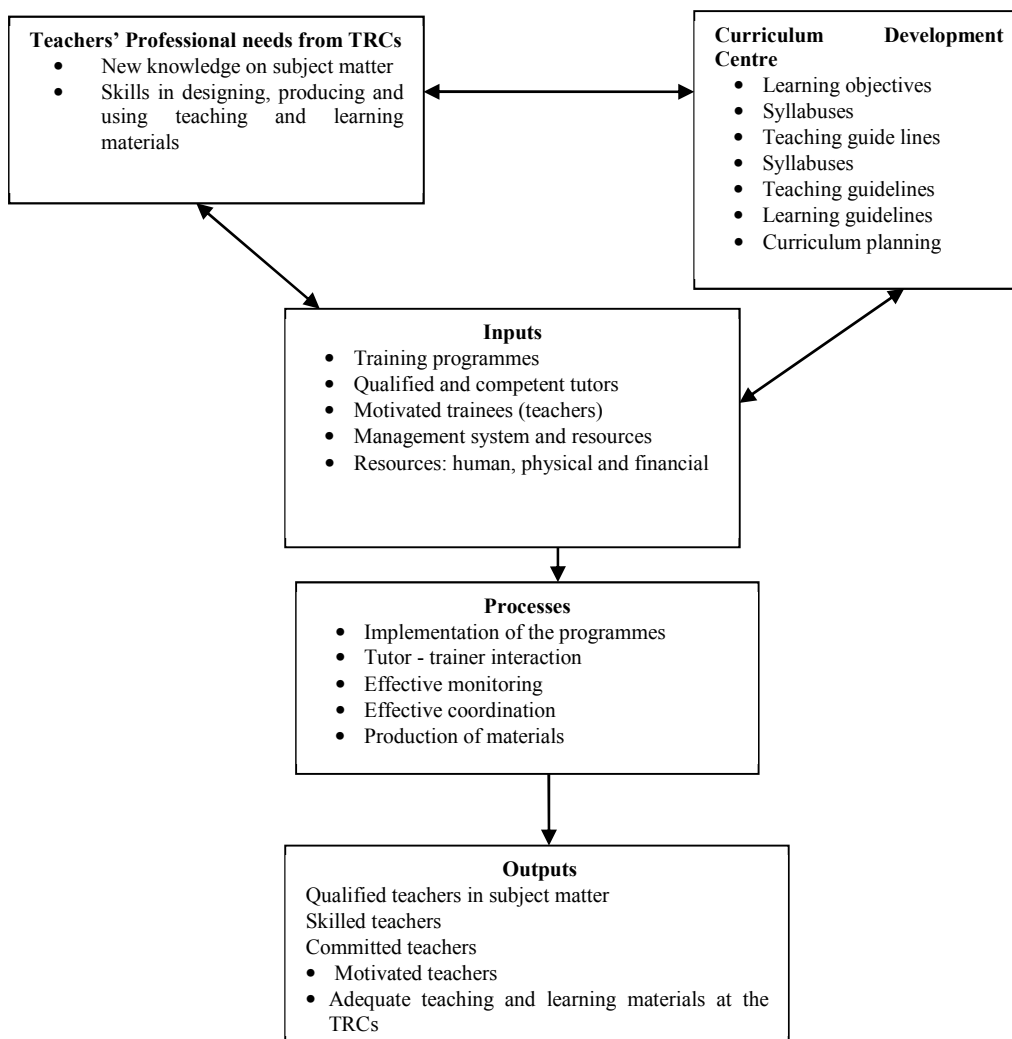 Teachers' Professional needs from TRCs
• New knowledge on subject matter
• Skills in designing, producing and
using teaching and learning
materials
Curriculum Development
Centre
• Learning objectives
• Syllabuses
• Teaching guide lines
• Syllabuses
• Teaching guidelines
• Learning guidelines
• Curriculum planning
Inputs
• Training programmes
• Qualified and competent tutors
• Motivated trainees (teachers)
• Management system and resources
• Resources: human, physical and financial
Processes
• Implementation of the programmes
• Tutor - trainer interaction
• Effective monitoring
• Effective coordination
• Production of materials
Outputs
Qualified teachers in subject matter
Skilled teachers
Committed teachers
• Motivated teachers
• Adequate teaching and learning materials at the
TRCs